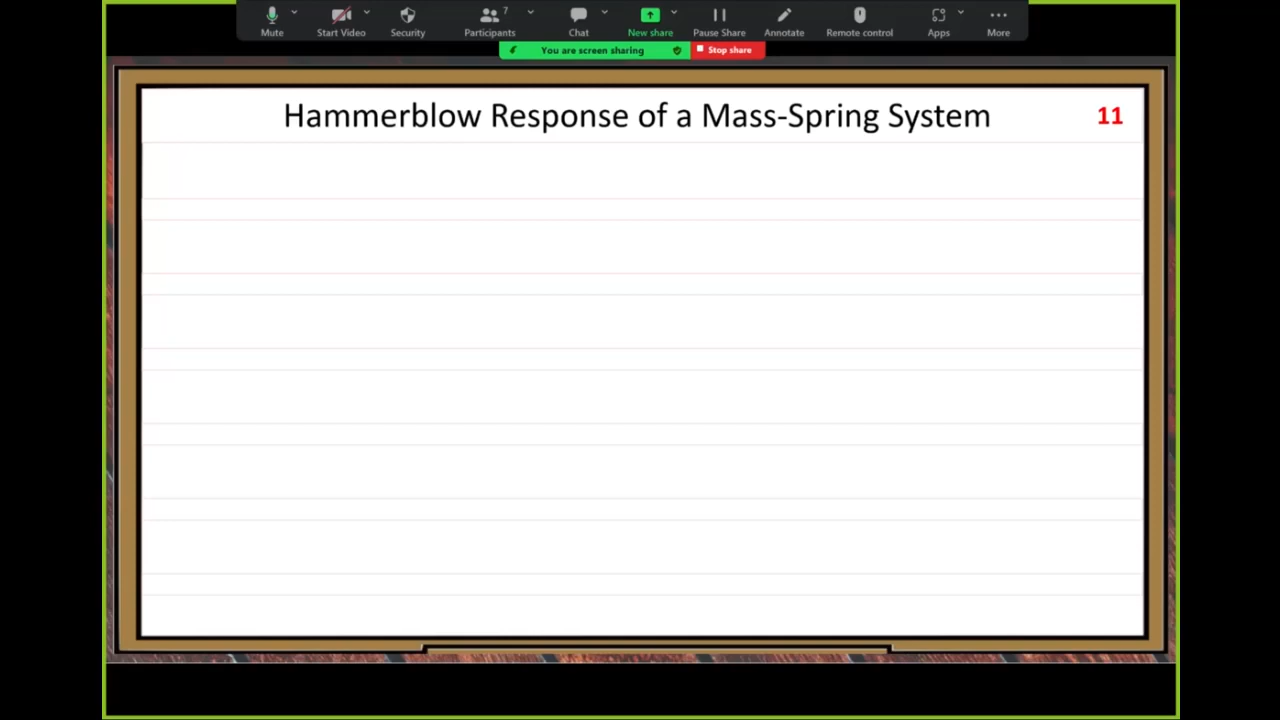 Mute
Start Video
Security
7
Participants
Chat
New share
Pause Share
Annotate
Remote control
Apps
More
You are screen sharing
Stop share
Hammerblow Response of a Mass-Spring System
11